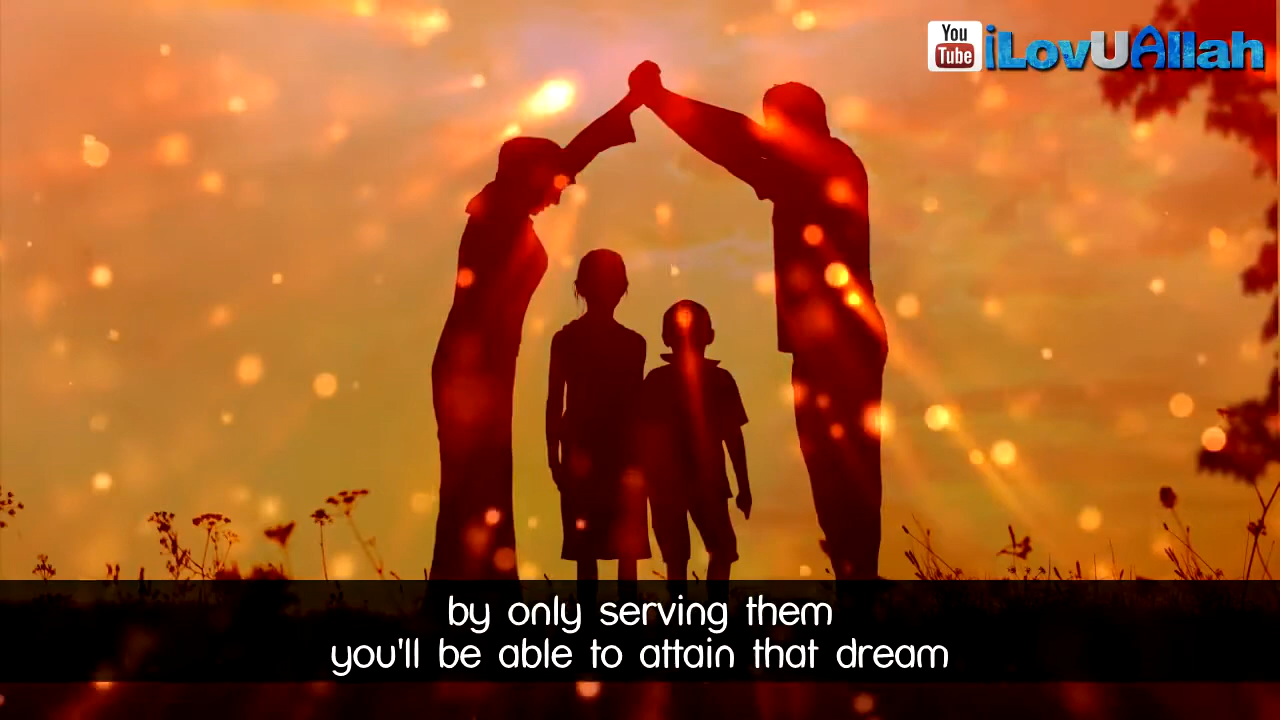 You
Tube
iLovUAllah
by only serving them
you'll be able to attain that dream